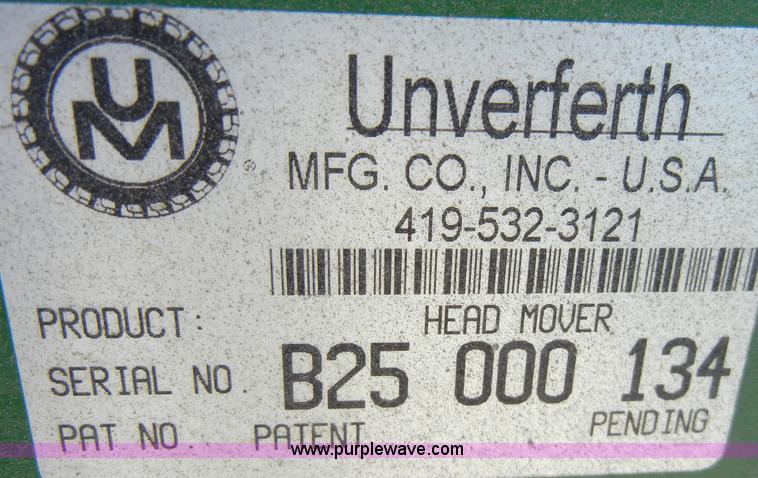 UM
Unverferth
®
MFG. CO., INC. - U.S.A.
419-532-3121
PRODUCT: HEAD MOVER
SERIAL NO. B25 000 134
PAT NO. PATENT PENDING
www.purplewave.com